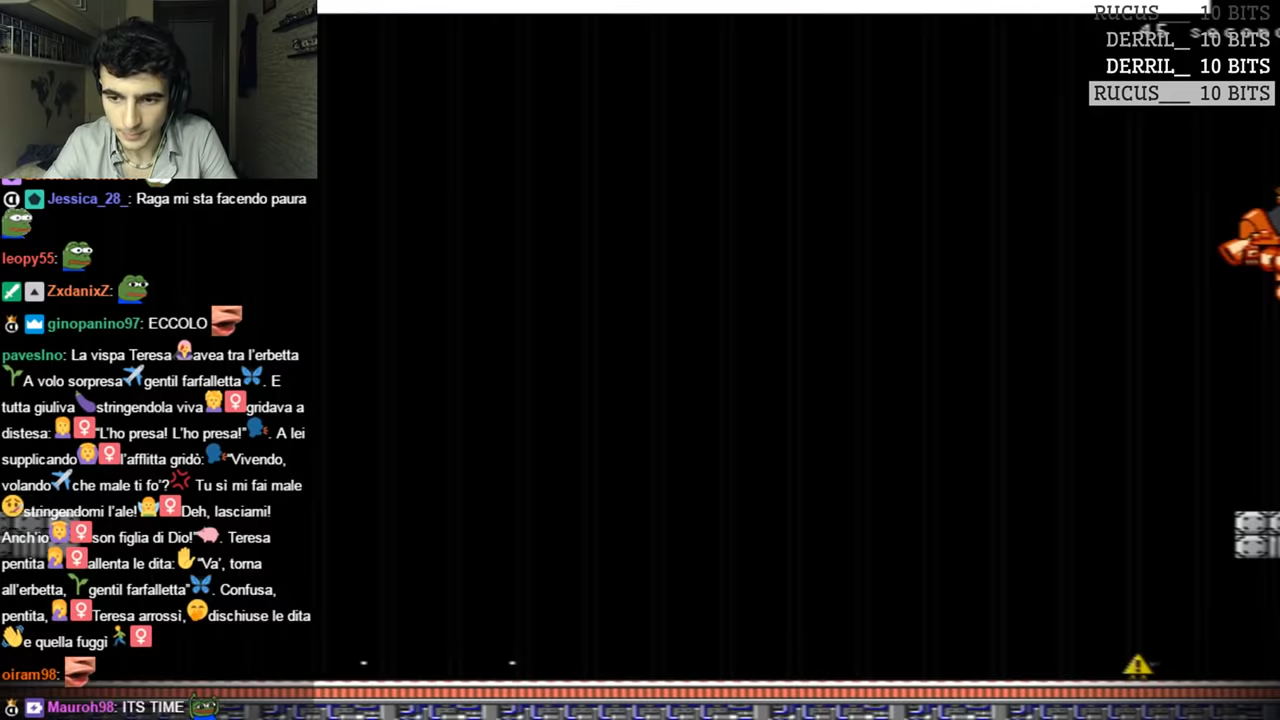 RUCUS___ 10 BITS
45 second
DERRIL_ 10 BITS
DERRIL_ 10 BITS
RUCUS___ 10 BITS
Jessica_28_: Raga mi sta facendo paura
leopy55:
ZxdanixZ:
ginopanino97: ECCOLO
pavesIno: La vispa Teresa avea tra l'erbetta
A volo sorpresa gentil farfalletta . E
tutta giuliva stringendola viva gridava a
distesa: "L'ho presa! L'ho presa!" . A lei
supplicando l'afflitta gridò: "Vivendo,
volando che male ti fo'? Tu sì mi fai male
stringendomi l'ale! Deh, lasciami!
Anch'io son figlia di Dio!" . Teresa
pentita allenta le dita: "Va', torna
all'erbetta, gentil farfalletta" . Confusa,
pentita, Teresa arrossì, dischiuse le dita
e quella fuggì
oiram98:
Mauroh98: ITS TIME